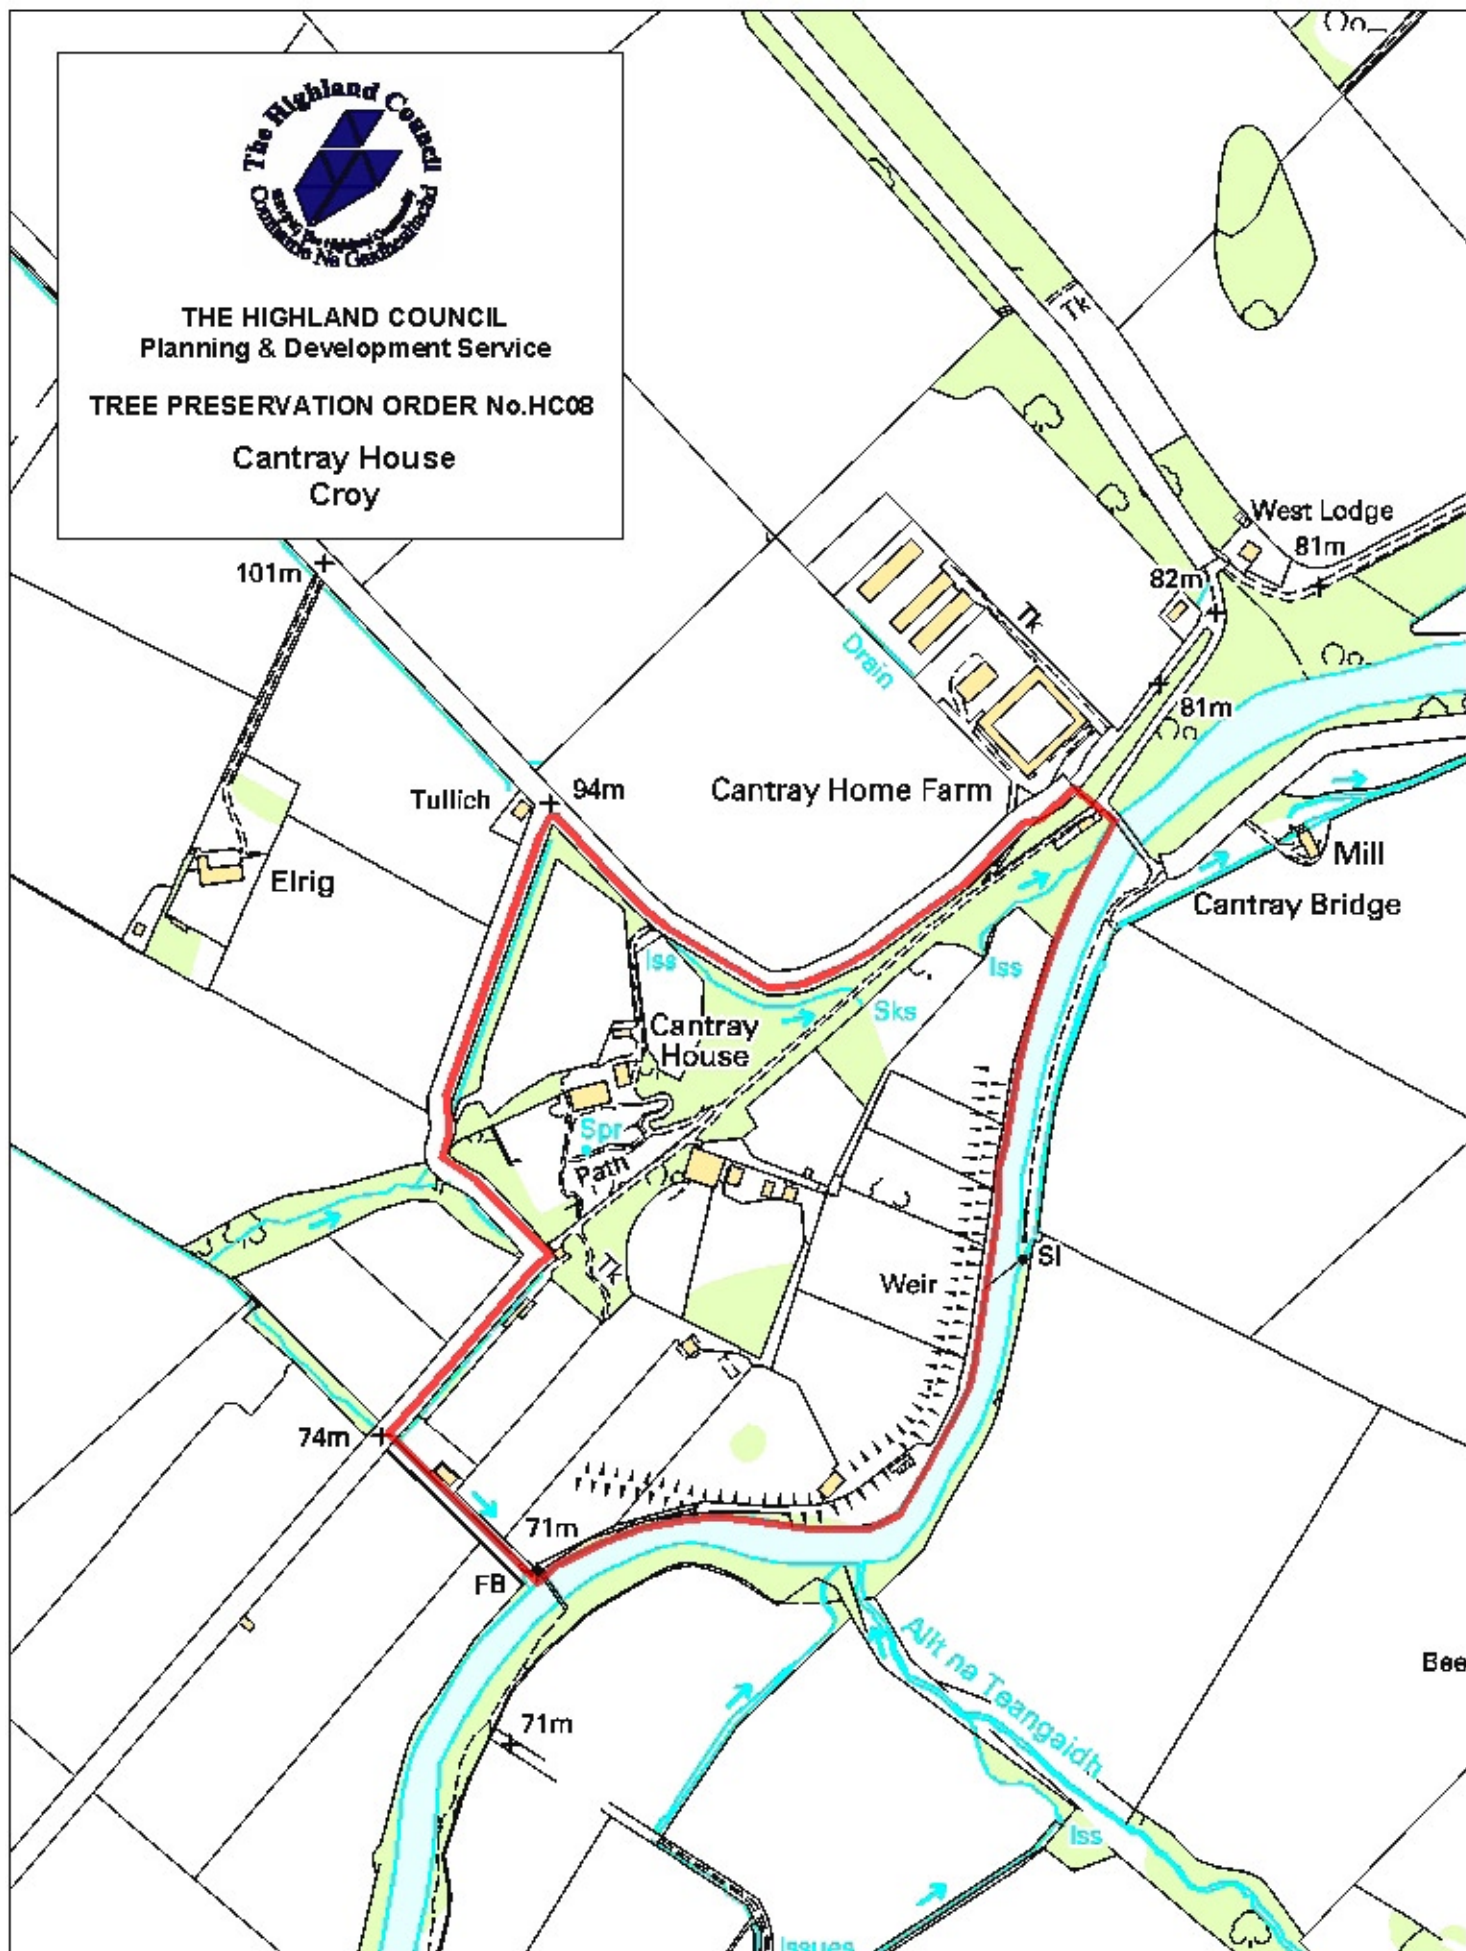 The Highland Council
Comhairle Na Gaidhealtachd
THE HIGHLAND COUNCIL
Planning & Development Service
TREE PRESERVATION ORDER No.HC08
Cantray House
Croy
Tk
West Lodge
81m
101m
82m
Tk
Drain
81m
Tullich
94m
Cantray Home Farm
Elrig
Mill
Cantray Bridge
Iss
Iss
Sks
Cantray
House
Spr
Path
Tk
Sl
Weir
74m
71m
FB
Allt na Teangaidh
71m
Iss
Issues